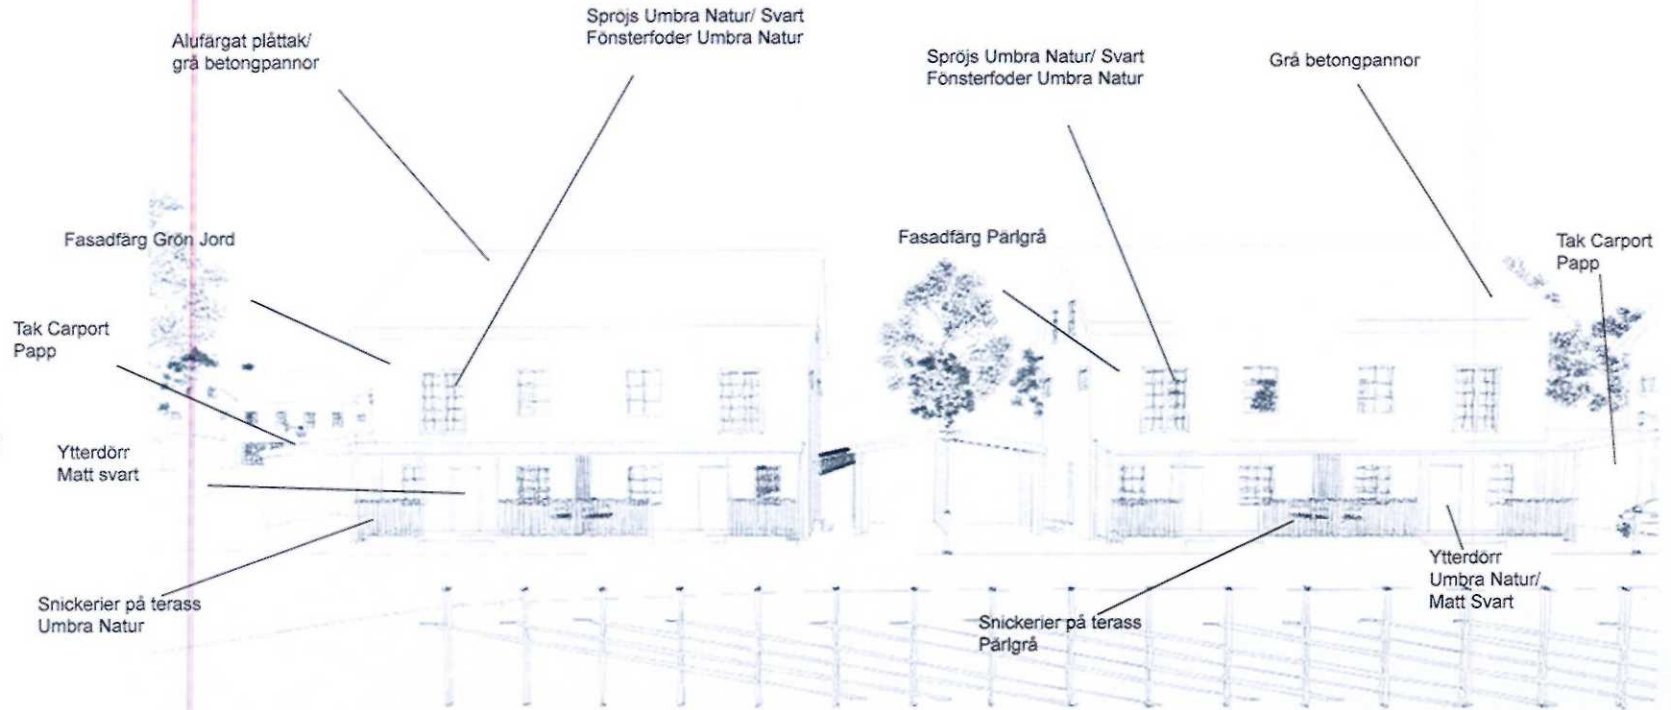 Alufärgat plåttak/
grå betongpannor
Spröjs Umbra Natur/ Svart
Fönsterfoder Umbra Natur
Spröjs Umbra Natur/ Svart
Fönsterfoder Umbra Natur
Grå betongpannor
Fasadfärg Grön Jord
Fasadfärg Pärlgrå
Tak Carport
Papp
Tak Carport
Papp
Ytterdörr
Matt svart
Snickerier på terass
Umbra Natur
Snickerier på terass
Pärlgrå
Ytterdörr
Umbra Natur/
Matt Svart